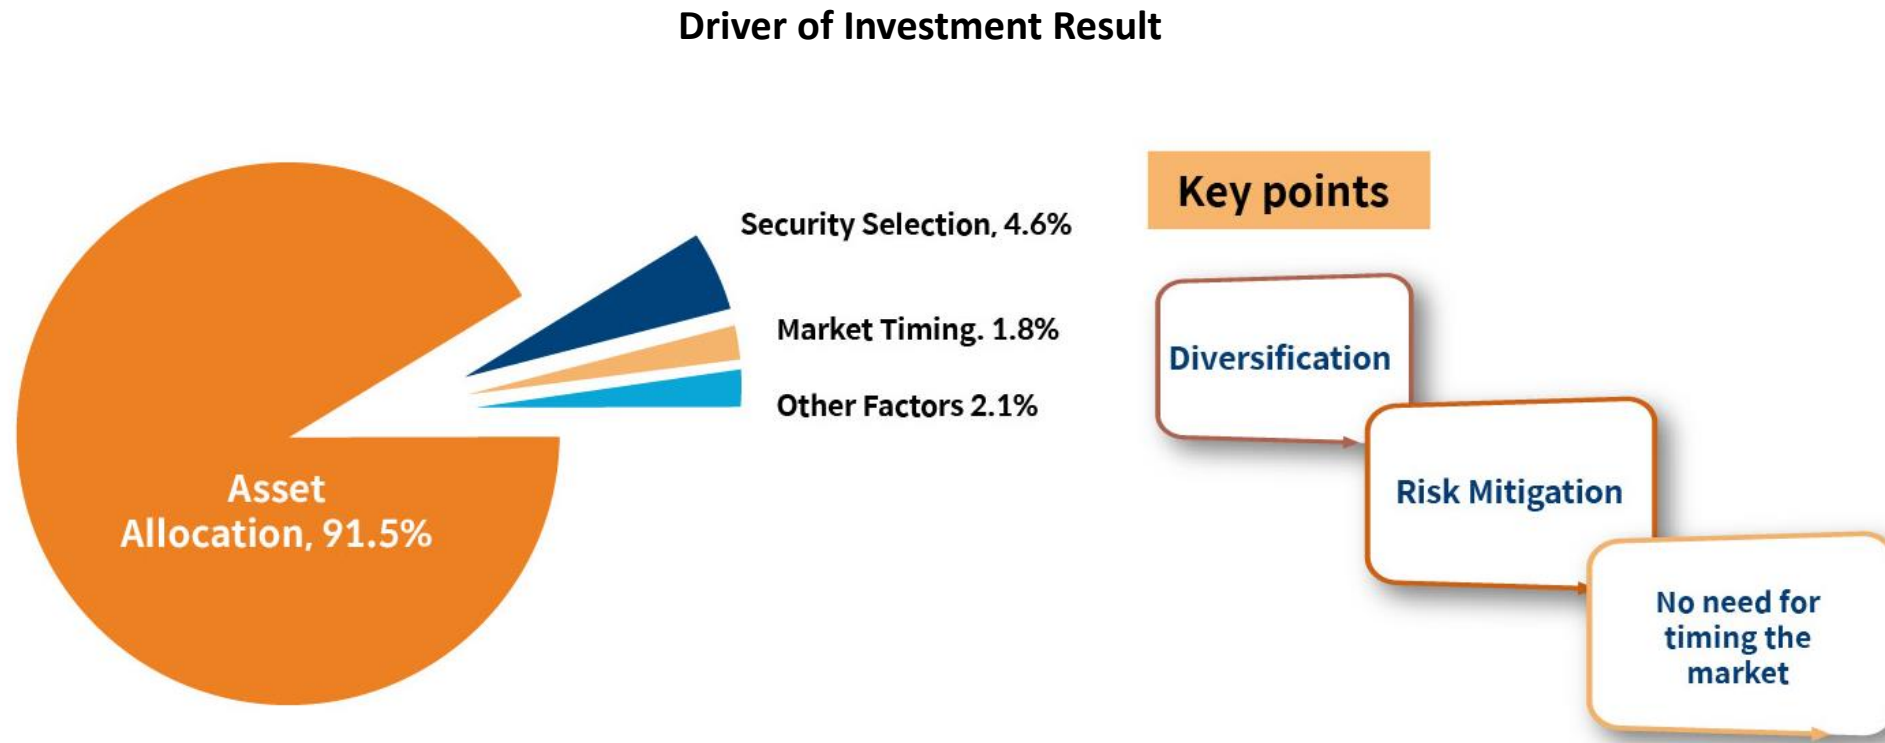 Driver of Investment Result
Asset
Allocation, 91.5%
Security Selection, 4.6%
Market Timing. 1.8%
Other Factors 2.1%
Key points
Diversification
Risk Mitigation
No need for
timing the
market